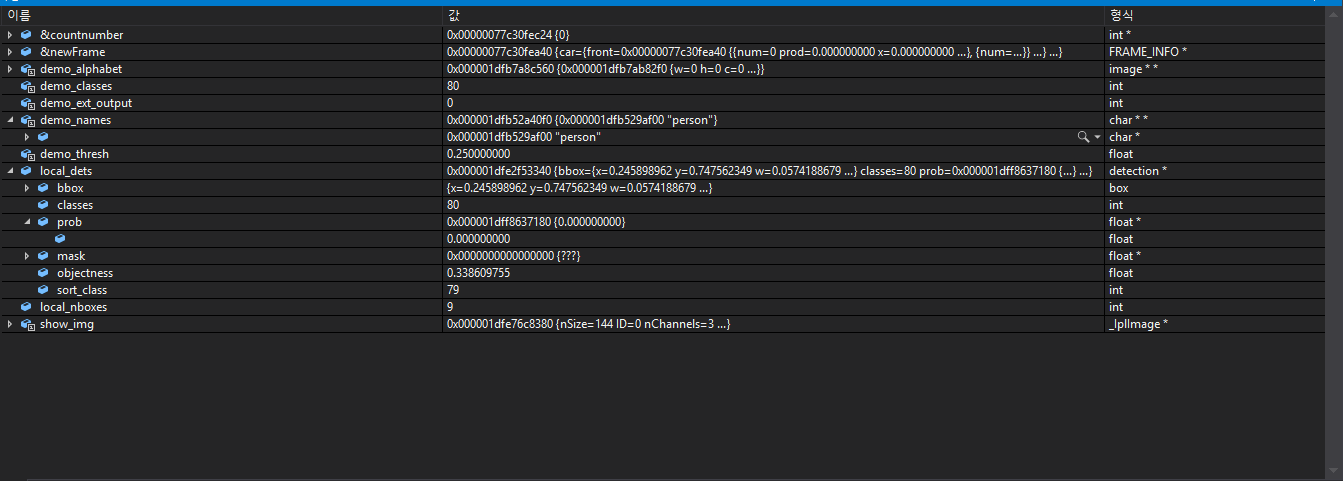 이름 값 형식
&countnumber 0x00000077c30fec24 {0} int *
&newFrame 0x00000077c30fea40 {car={front=0x00000077c30fea40 {{num=0 prod=0.000000000 x=0.000000000 ...}, {num=...}} ...} ...} FRAME_INFO *
demo_alphabet 0x000001dfb7a8c560 {0x000001dfb7ab82f0 {w=0 h=0 c=0 ...}} image * *
demo_classes 80 int
demo_ext_output 0 int
demo_names 0x000001dfb52a40f0 {0x000001dfb529af00 "person"} char * *
0x000001dfb529af00 "person" char *
demo_thresh 0.250000000 float
local_dets 0x000001dfe2f53340 {bbox={x=0.245898962 y=0.747562349 w=0.0574188679 ...} classes=80 prob=0x000001dff8637180 {...} ...} detection *
bbox {x=0.245898962 y=0.747562349 w=0.0574188679 ...} box
classes 80 int
prob 0x000001dff8637180 {0.000000000} float *
0.000000000 float
mask 0x0000000000000000 {???} float *
objectness 0.338609755 float
sort_class 79 int
local_nboxes 9 int
show_img 0x000001dfe76c8380 {nSize=144 ID=0 nChannels=3 ...} _IplImage *